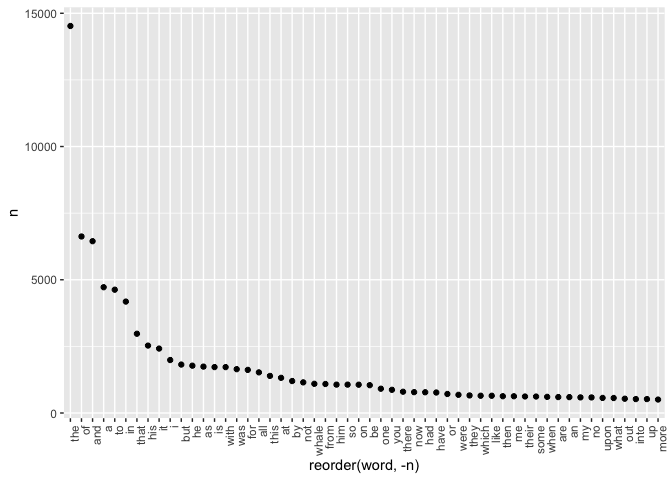 15000
10000
5000
0
n
the of and a to in that his it i but he as is with was for all this at by not whale from him so on be one you there now had have or were they which like then me their some when are an my no upon what out into up more
reorder(word, -n)